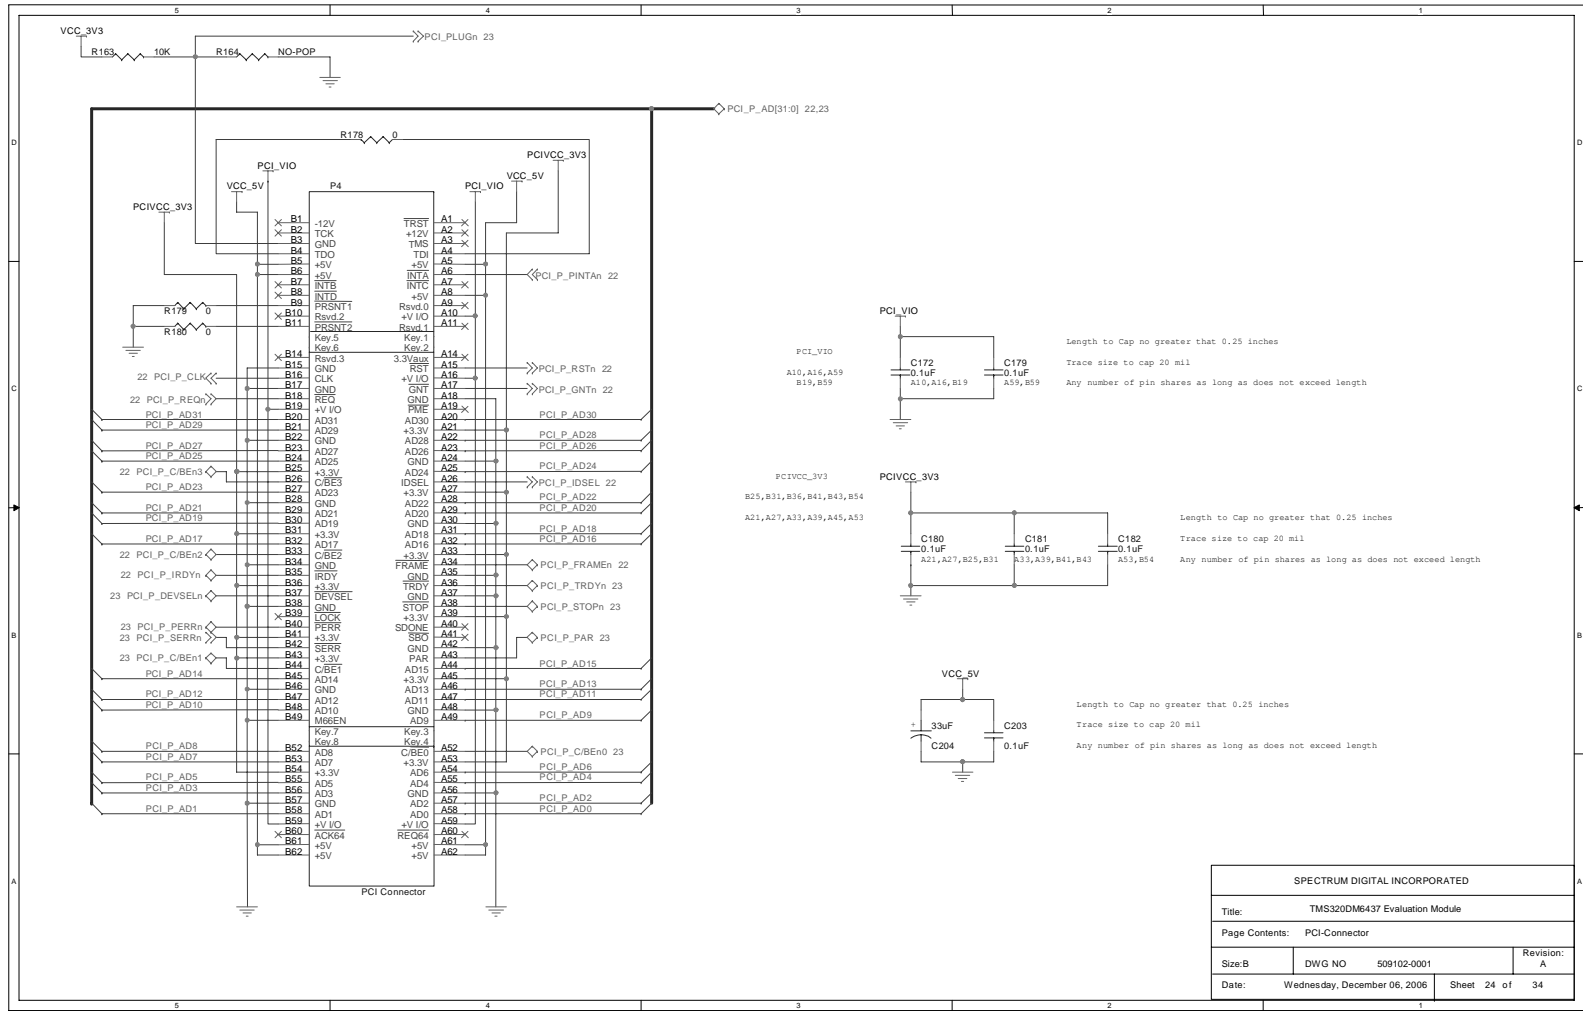 5 4 3 2 1
VCC_3V3
R163 10K R164 NO-POP
PCI_PLUGn 23
PCI_P_AD[31:0] 22,23
R178 0
PCI_VIO
VCC_5V
PCIVCC_3V3
P4
PCIVCC_3V3
VCC_5V
PCI_VIO
B1 -12V TRST A1
B2 TCK +12V A2
B3 GND TMS A3
B4 TDO TDI A4
B5 +5V +5V A5
B6 +5V INTA A6 PCI_P_PINTAn 22
B7 INTB INTC A7
B8 INTD +5V A8
B9 PRSNT1 Rsvd.0 A9
R179 0
B10 Rsvd.2 +V I/O A10
B11 PRSNT2 Rsvd.1 A11
R180 0
Key.5 Key.1
Key.6 Key.2
B14 Rsvd.3 3.3Vaux A14
B15 GND RST A15 PCI_P_RSTn 22
22 PCI_P_CLK B16 CLK +V I/O A16
B17 GND GNT A17 PCI_P_GNTn 22
22 PCI_P_REQn B18 REQ GND A18
B19 +V I/O PME A19
PCI_P_AD31 B20 AD31 AD30 A20 PCI_P_AD30
PCI_P_AD29 B21 AD29 +3.3V A21
B22 GND AD28 A22 PCI_P_AD28
PCI_P_AD27 B23 AD27 AD26 A23 PCI_P_AD26
PCI_P_AD25 B24 AD25 GND A24
22 PCI_P_C/BEn3 B25 +3.3V AD24 A25 PCI_P_AD24
B26 C/BE3 IDSEL A26 PCI_P_IDSEL 22
PCI_P_AD23 B27 AD23 +3.3V A27
B28 GND AD22 A28 PCI_P_AD22
PCI_P_AD21 B29 AD21 AD20 A29 PCI_P_AD20
PCI_P_AD19 B30 AD19 GND A30
B31 +3.3V AD18 A31 PCI_P_AD18
PCI_P_AD17 B32 AD17 AD16 A32 PCI_P_AD16
22 PCI_P_C/BEn2 B33 C/BE2 +3.3V A33
B34 GND FRAME A34 PCI_P_FRAMEn 22
22 PCI_P_IRDYn B35 IRDY GND A35
B36 +3.3V TRDY A36 PCI_P_TRDYn 23
23 PCI_P_DEVSELn B37 DEVSEL GND A37
B38 GND STOP A38 PCI_P_STOPn 23
B39 LOCK +3.3V A39
23 PCI_P_PERRn B40 PERR SDONE A40
23 PCI_P_SERRn B41 +3.3V SBO A41 PCI_P_PAR 23
B42 SERR GND A42
23 PCI_P_C/BEn1 B43 +3.3V PAR A43
B44 C/BE1 AD15 A44 PCI_P_AD15
PCI_P_AD14 B45 AD14 +3.3V A45
B46 GND AD13 A46 PCI_P_AD13
PCI_P_AD12 B47 AD12 AD11 A47 PCI_P_AD11
PCI_P_AD10 B48 AD10 GND A48
B49 M66EN AD9 A49 PCI_P_AD9
Key.7 Key.3
Key.8 Key.4
PCI_P_AD8 B52 AD8 C/BE0 A52 PCI_P_C/BEn0 23
PCI_P_AD7 B53 AD7 +3.3V A53
B54 +3.3V AD6 A54 PCI_P_AD6
PCI_P_AD5 B55 AD5 AD4 A55 PCI_P_AD4
PCI_P_AD3 B56 AD3 GND A56
B57 GND AD2 A57 PCI_P_AD2
PCI_P_AD1 B58 AD1 AD0 A58 PCI_P_AD0
B59 +V I/O +V I/O A59
B60 ACK64 REQ64 A60
B61 +5V +5V A61
B62 +5V +5V A62
PCI Connector
PCI_VIO
A10,A16,A59
B19,B59
PCI_VIO
C172 0.1uF A10,A16,B19
C179 0.1uF A59,B59
Length to Cap no greater that 0.25 inches
Trace size to cap 20 mil
Any number of pin shares as long as does not exceed length
PCIVCC_3V3
B25,B31,B36,B41,B43,B54
A21,A27,A33,A39,A45,A53
PCIVCC_3V3
C180 0.1uF A21,A27,B25,B31
C181 0.1uF A33,A39,B41,B43
C182 0.1uF A53,B54
Length to Cap no greater that 0.25 inches
Trace size to cap 20 mil
Any number of pin shares as long as does not exceed length
VCC_5V
+ 33uF C204
C203 0.1uF
Length to Cap no greater that 0.25 inches
Trace size to cap 20 mil
Any number of pin shares as long as does not exceed length
D D
C C
B B
A A
SPECTRUM DIGITAL INCORPORATED
Title: TMS320DM6437 Evaluation Module
Page Contents: PCI-Connector
Size:B DWG NO 509102-0001 Revision: A
Date: Wednesday, December 06, 2006 Sheet 24 of 34
5 4 3 2 1